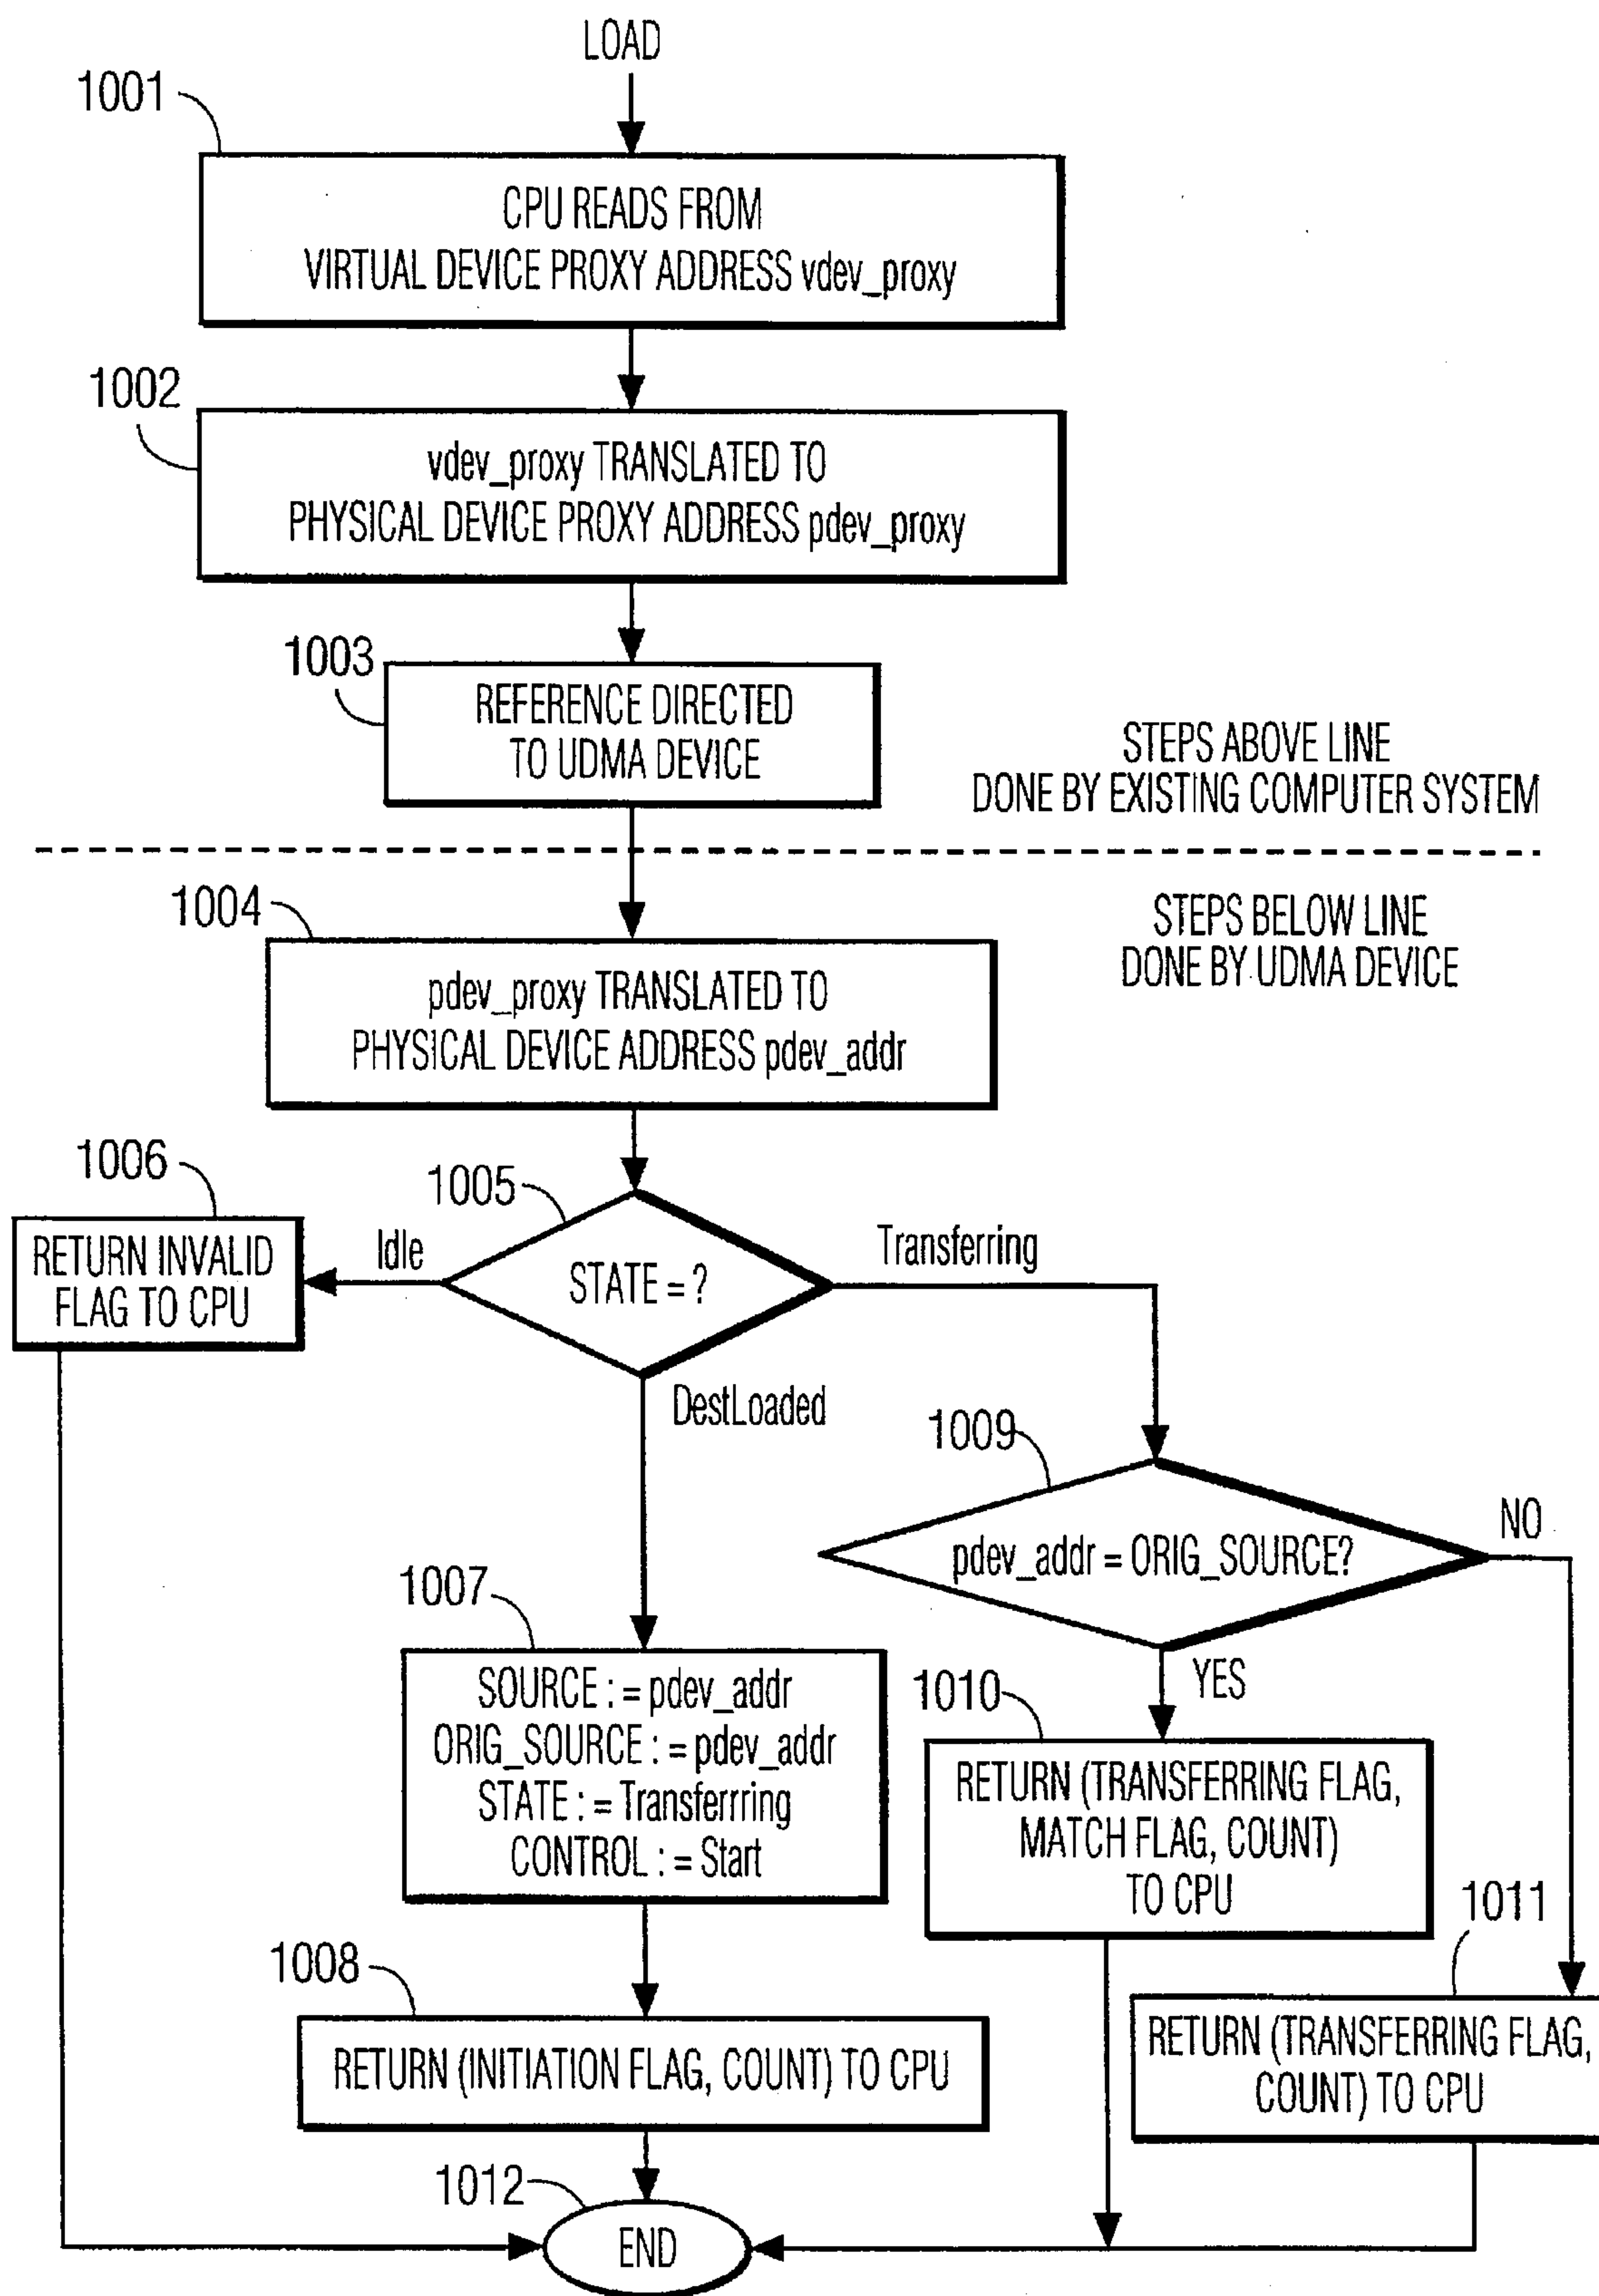 LOAD
1001
CPU READS FROM
VIRTUAL DEVICE PROXY ADDRESS vdev_proxy
1002
vdev_proxy TRANSLATED TO
PHYSICAL DEVICE PROXY ADDRESS pdev_proxy
1003
REFERENCE DIRECTED
TO UDMA DEVICE
STEPS ABOVE LINE
DONE BY EXISTING COMPUTER SYSTEM
STEPS BELOW LINE
DONE BY UDMA DEVICE
1004
pdev_proxy TRANSLATED TO
PHYSICAL DEVICE ADDRESS pdev_addr
1005
STATE = ?
Idle
Transferring
DestLoaded
1006
RETURN INVALID
FLAG TO CPU
1009
pdev_addr = ORIG_SOURCE?
NO
YES
1007
SOURCE : = pdev_addr
ORIG_SOURCE : = pdev_addr
STATE : = Transferrring
CONTROL : = Start
1010
RETURN (TRANSFERRING FLAG,
MATCH FLAG, COUNT)
TO CPU
1011
RETURN (TRANSFERRING FLAG,
COUNT) TO CPU
1008
RETURN (INITIATION FLAG, COUNT) TO CPU
1012
END